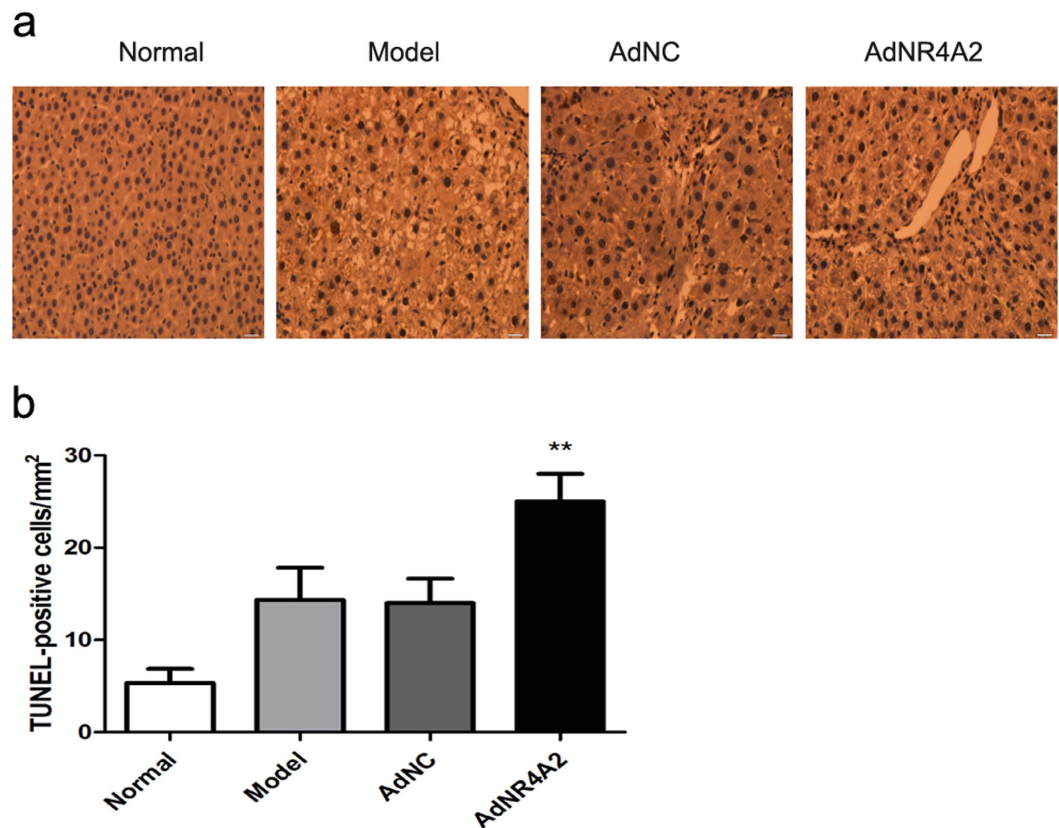 a
Normal Model AdNC AdNR4A2
b
TUNEL-positive cells/mm²
30
20
10
0
**
Normal Model AdNC AdNR4A2